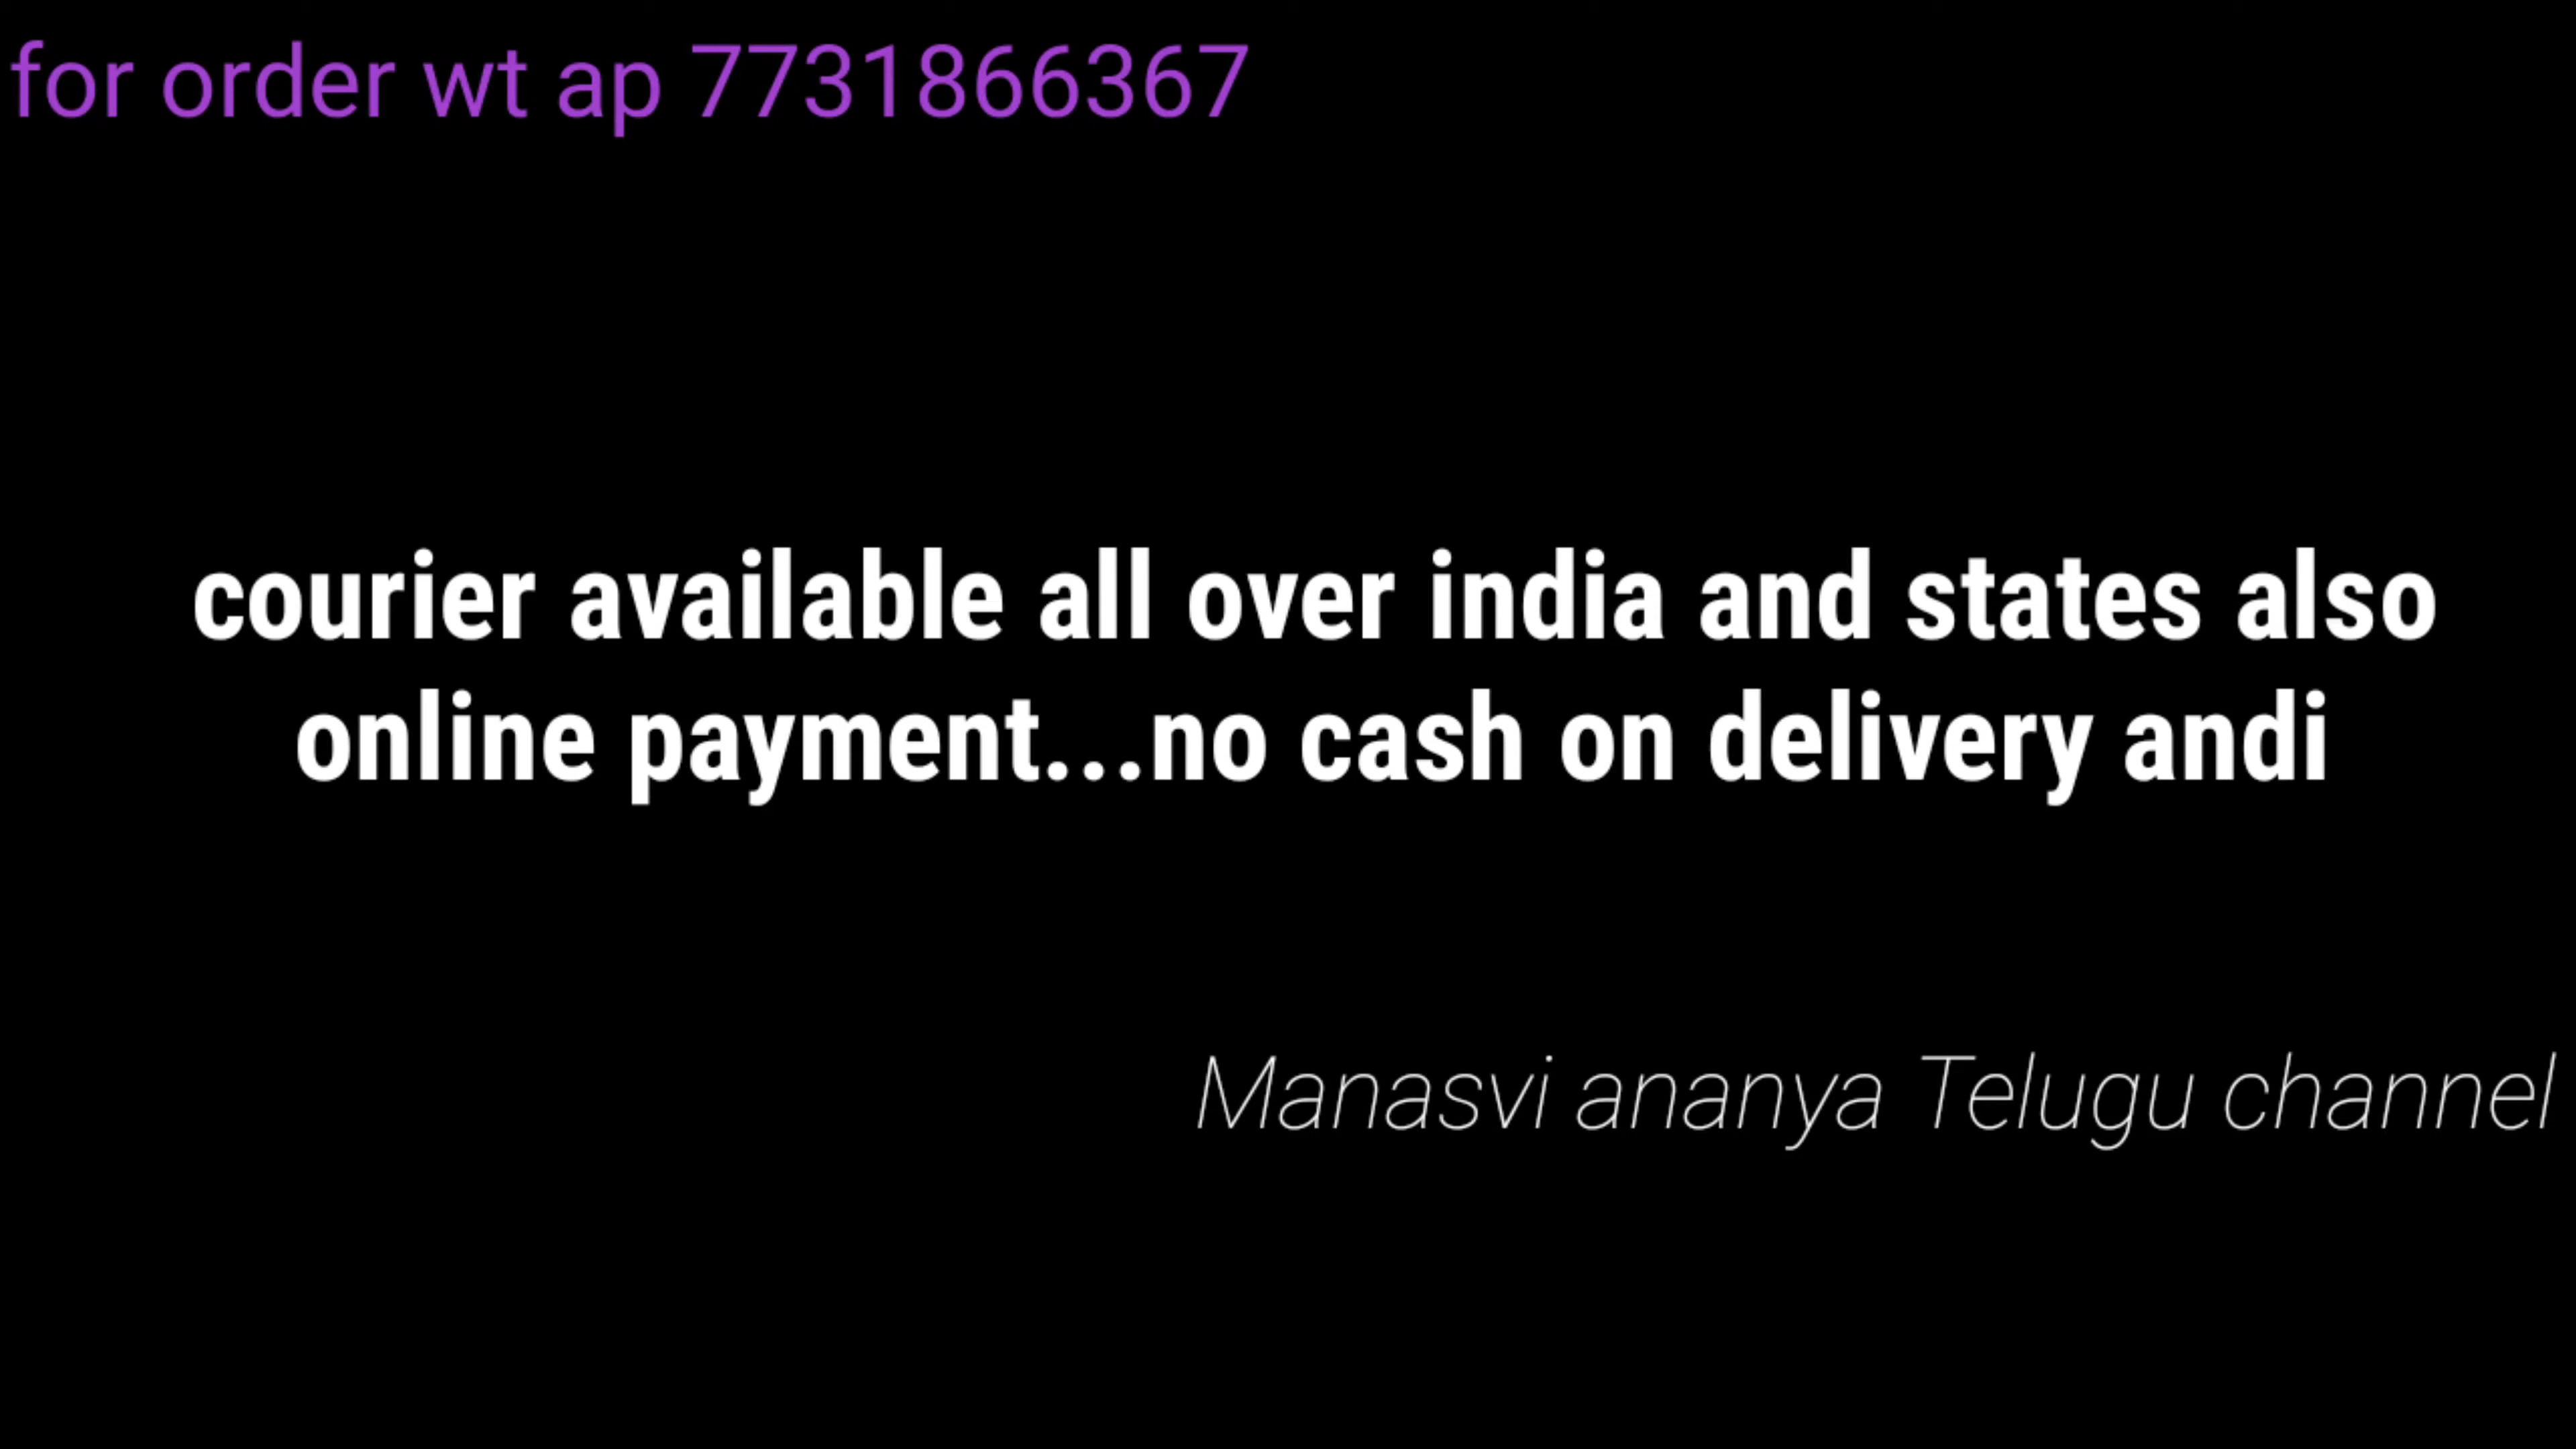 for order wt ap 7731866367
courier available all over india and states also
online payment...no cash on delivery andi
Manasvi ananya Telugu channel